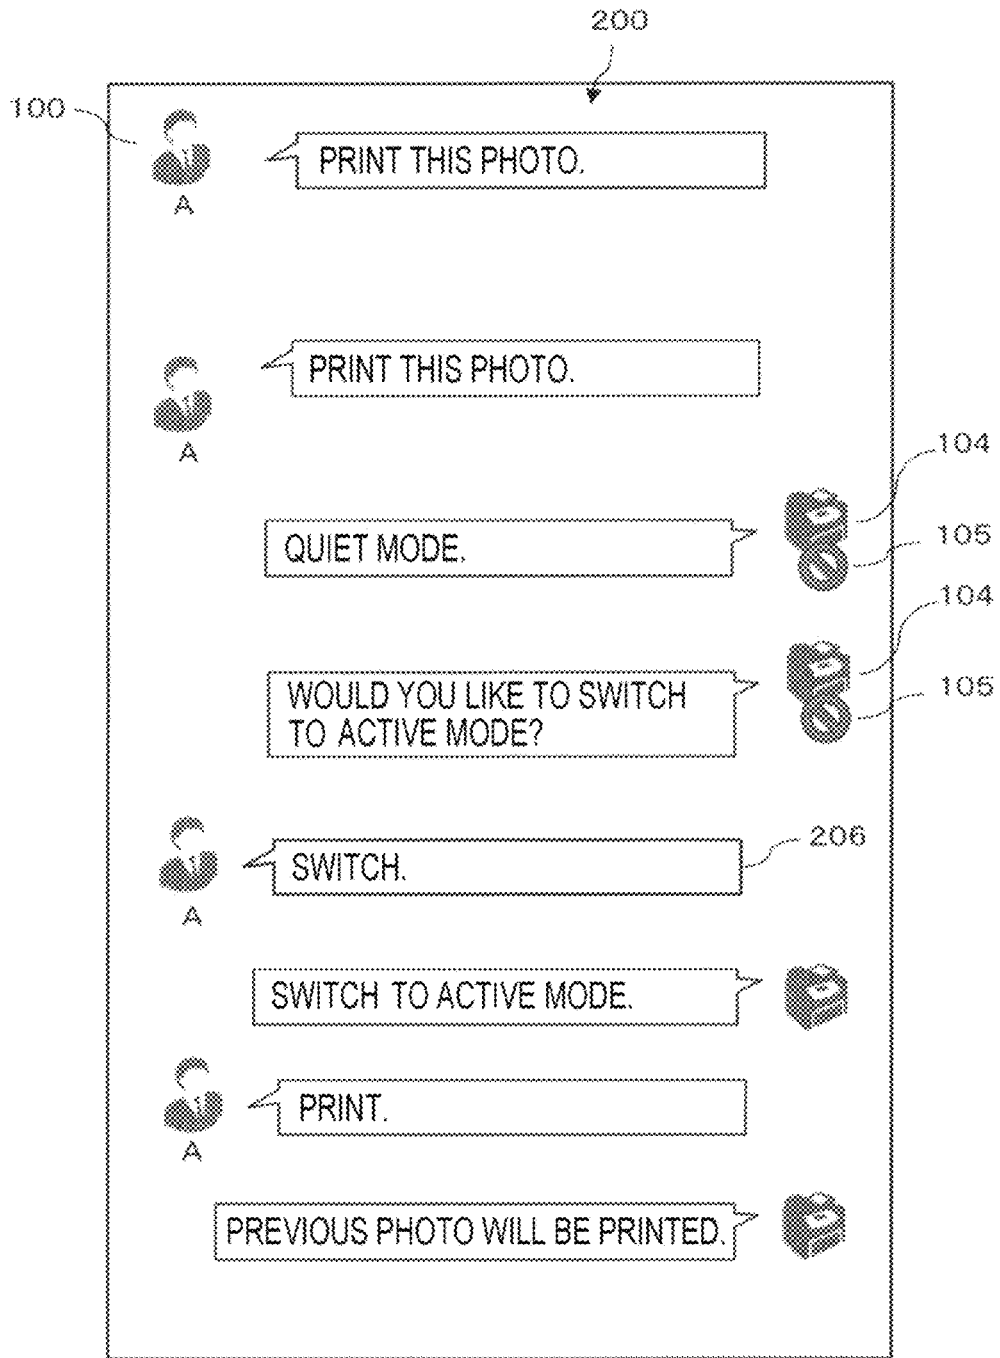 200
100
PRINT THIS PHOTO.
A
PRINT THIS PHOTO.
A
104
QUIET MODE.
105
104
WOULD YOU LIKE TO SWITCH
TO ACTIVE MODE?
105
206
SWITCH.
A
SWITCH TO ACTIVE MODE.
PRINT.
A
PREVIOUS PHOTO WILL BE PRINTED.